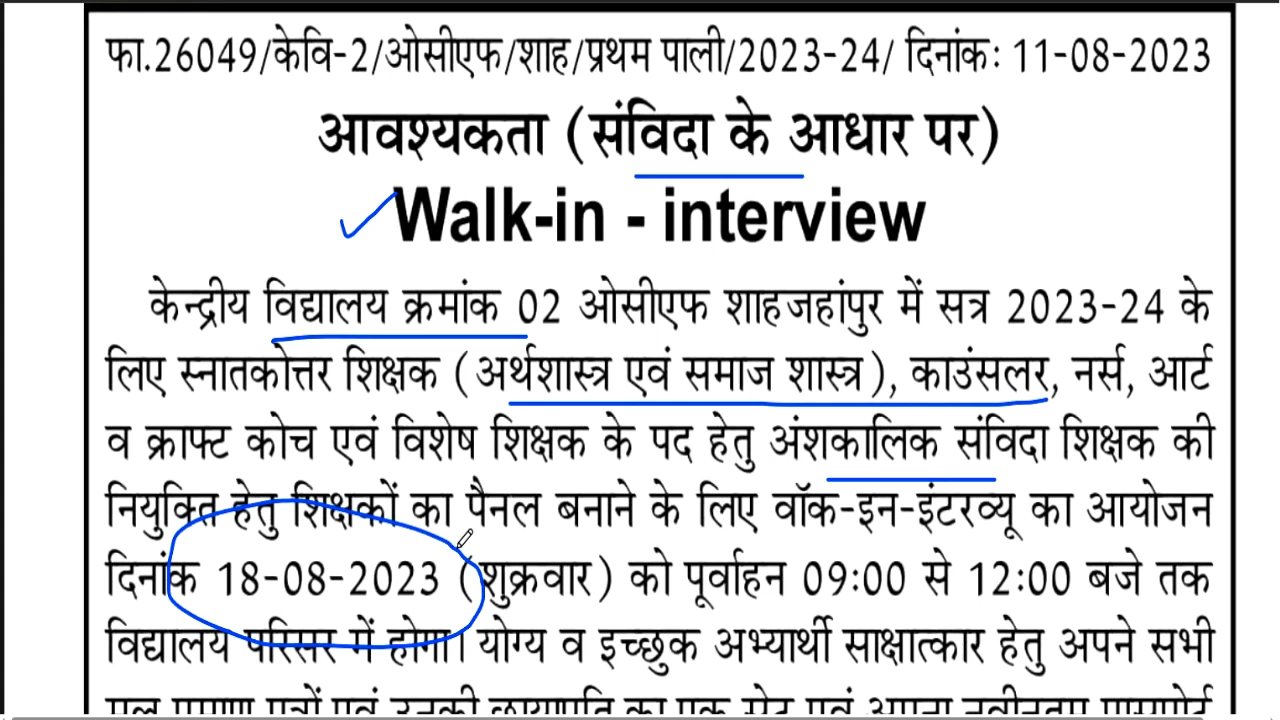 फा.26049/केवि-2/ओसीएफ/शाह/प्रथम पाली/2023-24/ दिनांकः 11-08-2023
आवश्यकता (संविदा के आधार पर)
Walk-in - interview
केन्द्रीय विद्यालय क्रमांक 02 ओसीएफ शाहजहांपुर में सत्र 2023-24 के
लिए स्नातकोत्तर शिक्षक (अर्थशास्त्र एवं समाज शास्त्र), काउंसलर, नर्स, आर्ट
व क्राफ्ट कोच एवं विशेष शिक्षक के पद हेतु अंशकालिक संविदा शिक्षक की
नियुक्ति हेतु शिक्षकों का पैनल बनाने के लिए वॉक-इन-इंटरव्यू का आयोजन
दिनांक 18-08-2023 (शुक्रवार) को पूर्वाहन 09:00 से 12:00 बजे तक
विद्यालय परिसर में होगा। योग्य व इच्छुक अभ्यार्थी साक्षात्कार हेतु अपने सभी